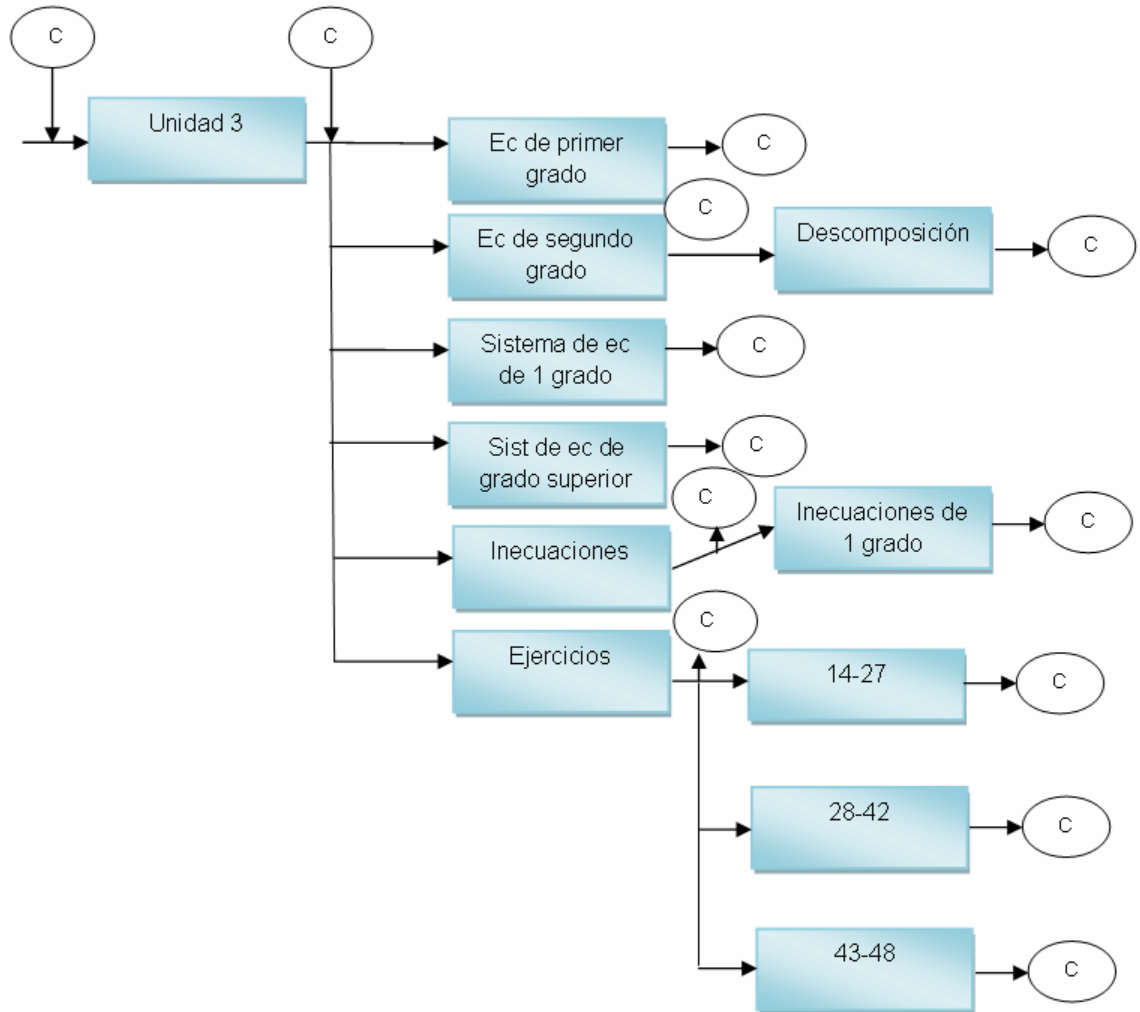 C
C
Unidad 3
Ec de primer
grado
C
C
Ec de segundo
grado
Descomposición
C
Sistema de ec
de 1 grado
C
Sist de ec de
grado superior
C
C
Inecuaciones
Inecuaciones de
1 grado
C
C
Ejercicios
14-27
C
28-42
C
43-48
C